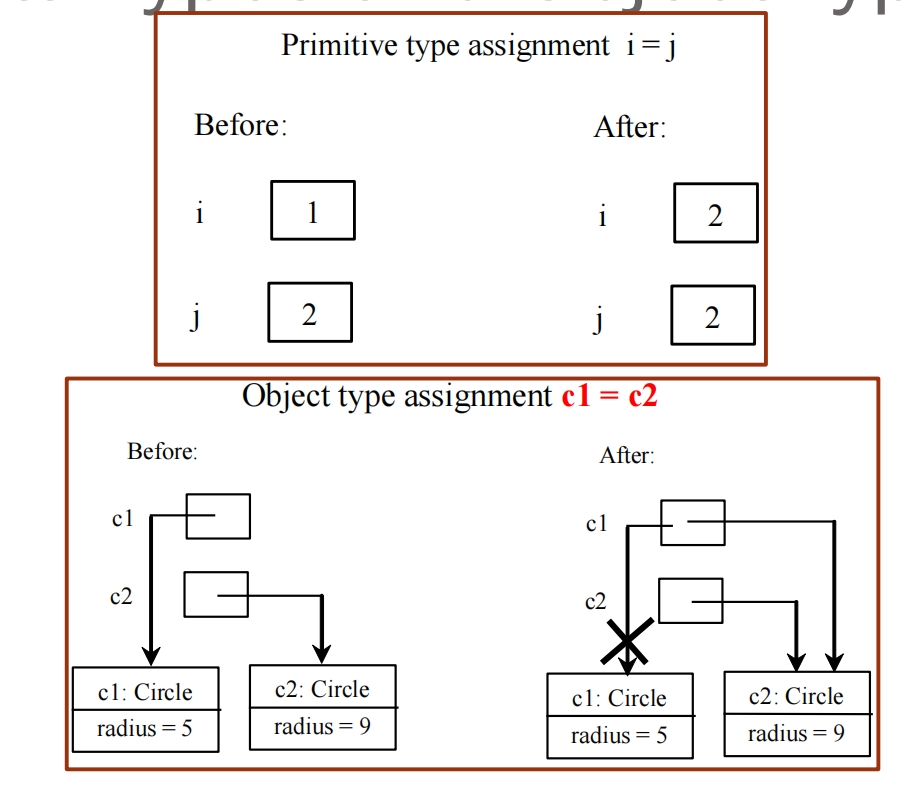 Primitive type assignment i = j
Before:
After:
i
1
i
2
j
2
j
2
Object type assignment c1 = c2
Before:
After:
c1
c1
c2
c2
c1: Circle
radius = 5
c2: Circle
radius = 9
c1: Circle
radius = 5
c2: Circle
radius = 9